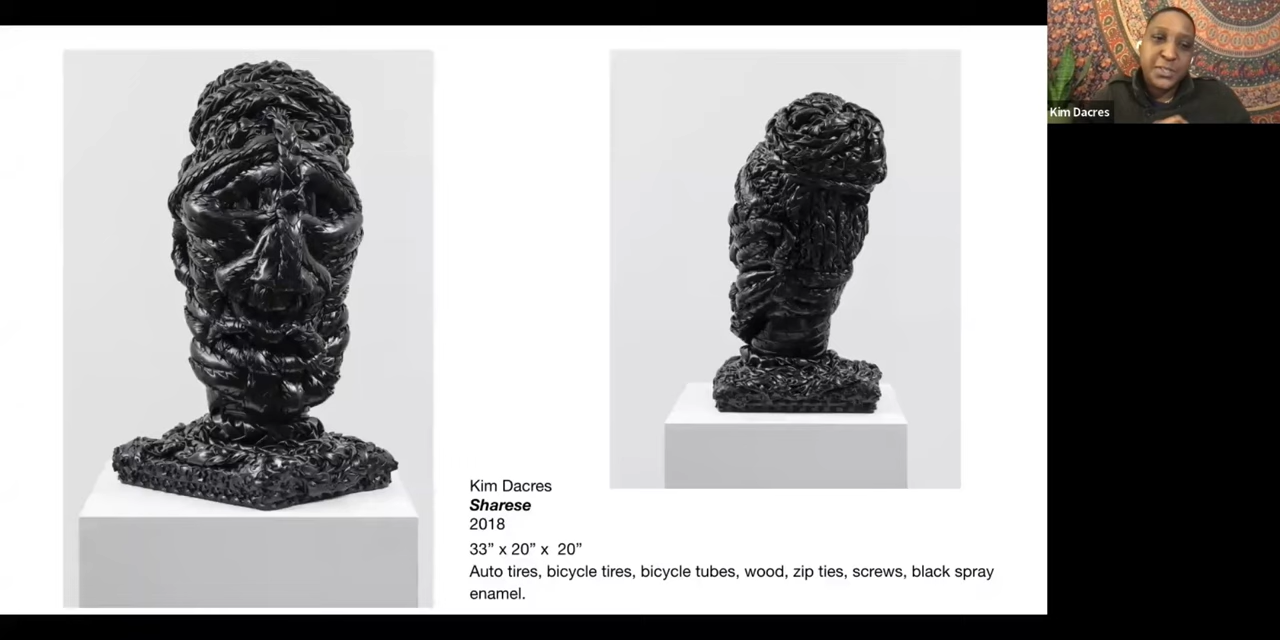 Kim Dacres
Kim Dacres
Sharese
2018
33” x 20” x  20”
Auto tires, bicycle tires, bicycle tubes, wood, zip ties, screws, black spray
enamel.